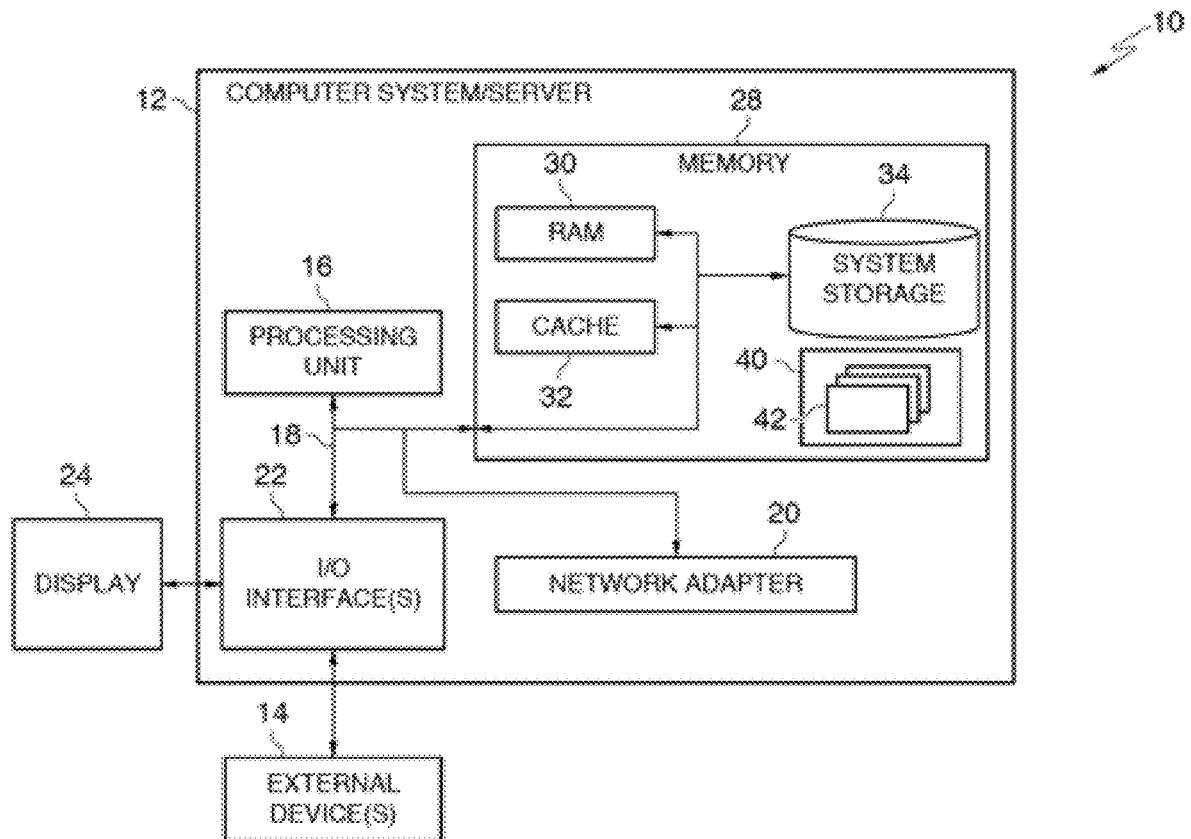 10
12
COMPUTER SYSTEM/SERVER
28
MEMORY
30
RAM
34
SYSTEM
STORAGE
16
PROCESSING
UNIT
CACHE
32
40
42
18
24
22
DISPLAY
I/O
INTERFACE(S)
20
NETWORK ADAPTER
14
EXTERNAL
DEVICE(S)